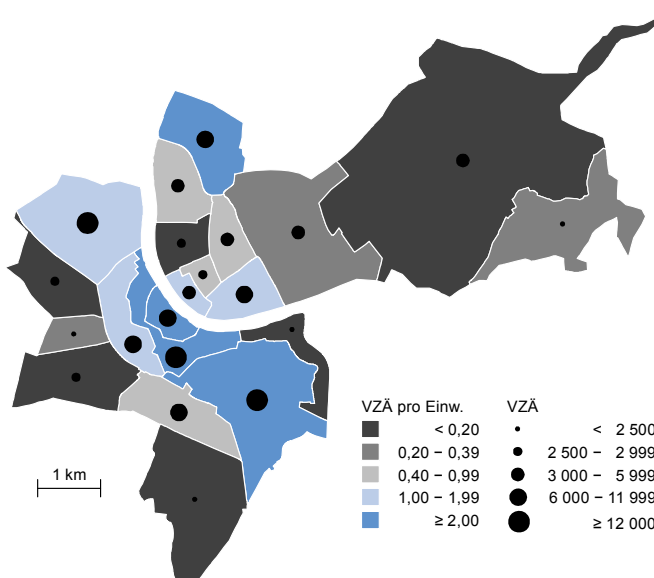 VZÄ pro Einw.
< 0,20
0,20 – 0,39
0,40 – 0,99
1,00 – 1,99
≥ 2,00
VZÄ
< 2 500
2 500 – 2 999
3 000 – 5 999
6 000 – 11 999
≥ 12 000
1 km